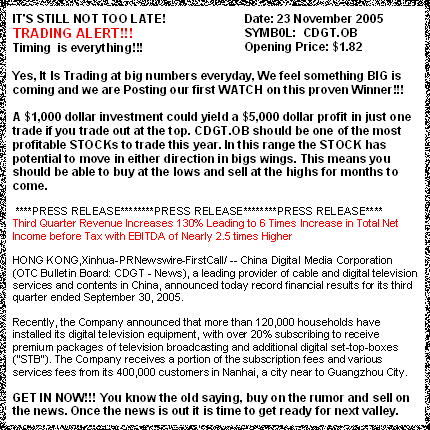 IT'S STILL NOT TOO LATE! Date: 23 November 2005
TRADING ALERT!!! SYMB0L: CDGT.OB
Timing is everything!!! Opening Price: $1.82
Yes, It Is Trading at big numbers everyday, We feel something BIG is
coming and we are Posting our first WATCH on this proven Winner!!!
A $1,000 dollar investment could yield a $5,000 dollar profit in just one
trade if you trade out at the top. CDGT.OB should be one of the most
profitable STOCKs to trade this year. In this range the STOCK has
potential to move in either direction in bigs wings. This means you
should be able to buy at the lows and sell at the highs for months to
come.
****PRESS RELEASE********PRESS RELEASE********PRESS RELEASE****
Third Quarter Revenue Increases 130% Leading to 6 Times Increase in Total Net
Income before Tax with EBITDA of Nearly 2.5 times Higher
HONG KONG,Xinhua-PRNewswire-FirstCall/ -- China Digital Media Corporation
(OTC Bulletin Board: CDGT - News), a leading provider of cable and digital television
services and contents in China, announced today record financial results for its third
quarter ended September 30, 2005.
Recently, the Company announced that more than 120,000 households have
installed its digital television equipment, with over 20% subscribing to receive
premium packages of television broadcasting and additional digital set-top-boxes
("STB"). The Company receives a portion of the subscription fees and various
services fees from its 400,000 customers in Nanhai, a city near to Guangzhou City.
GET IN NOW!!! You know the old saying, buy on the rumor and sell on
the news. Once the news is out it is time to get ready for next valley.